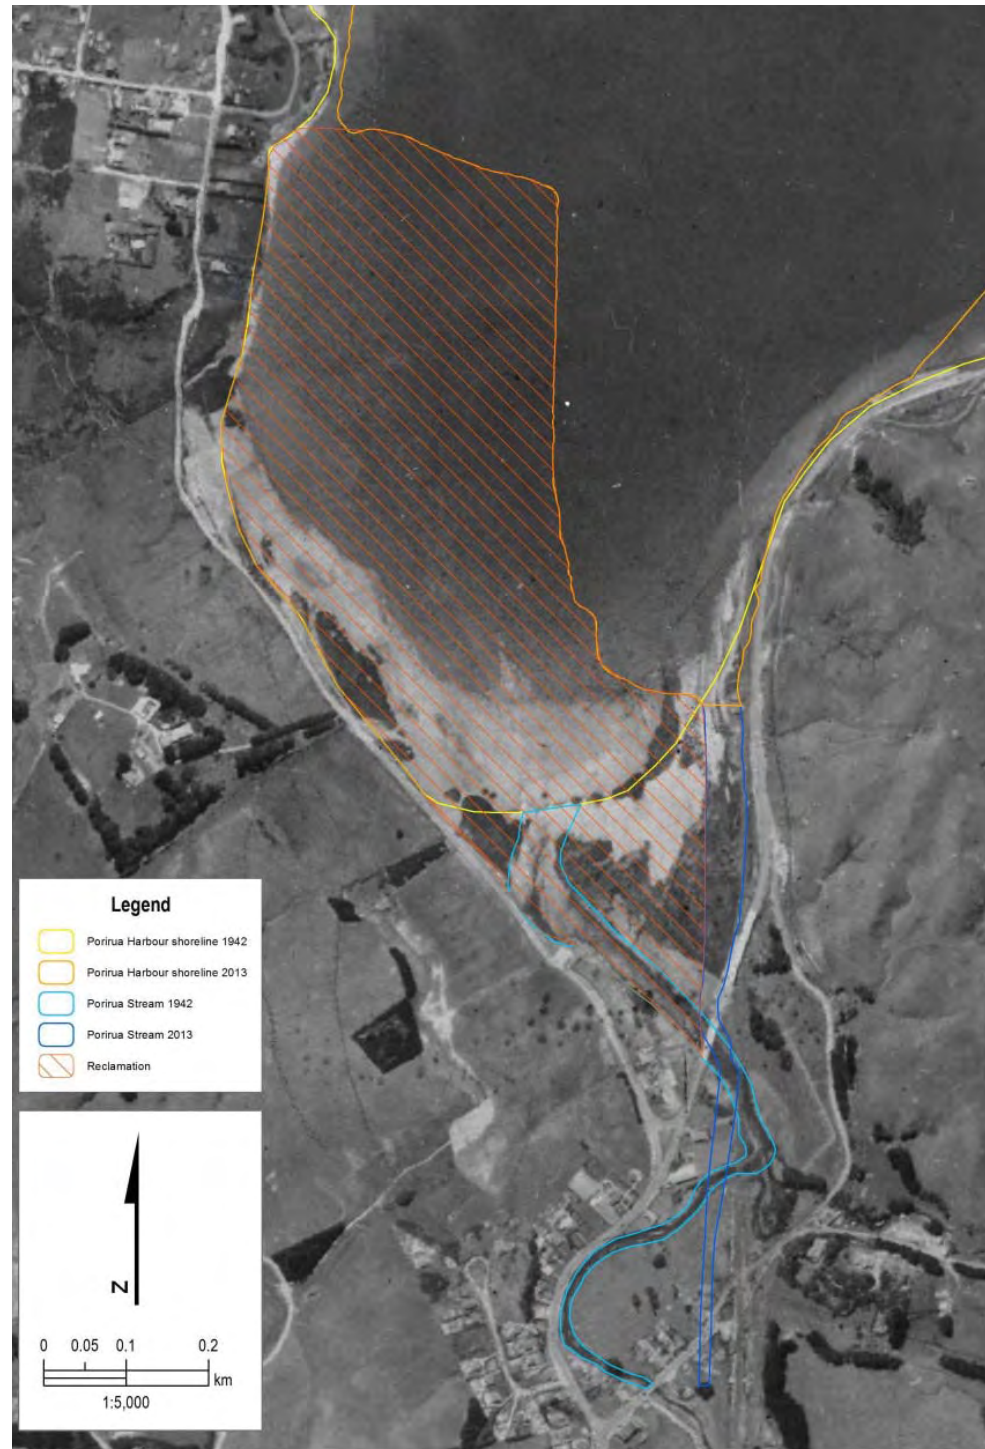 Legend
Porirua Harbour shoreline 1942
Porirua Harbour shoreline 2013
Porirua Stream 1942
Porirua Stream 2013
Reclamation
N
0 0.05 0.1 0.2
km
1:5,000